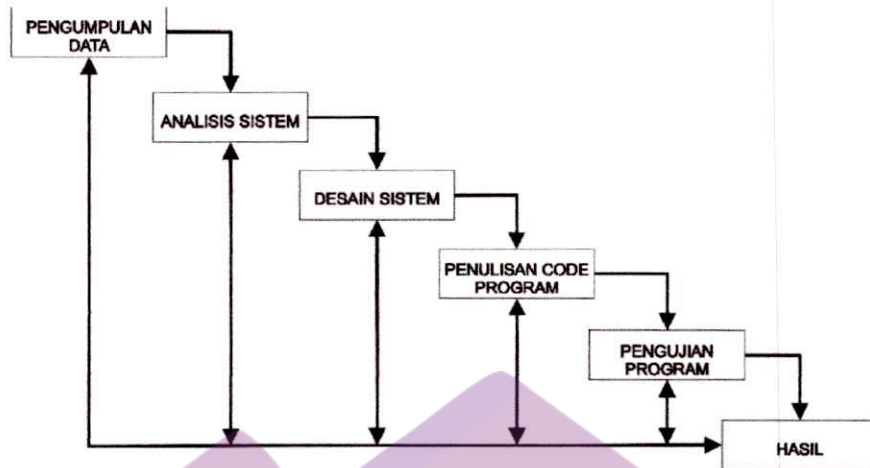 PENGUMPULAN
DATA
ANALISIS SISTEM
DESAIN SISTEM
PENULISAN CODE
PROGRAM
PENGUJIAN
PROGRAM
HASIL